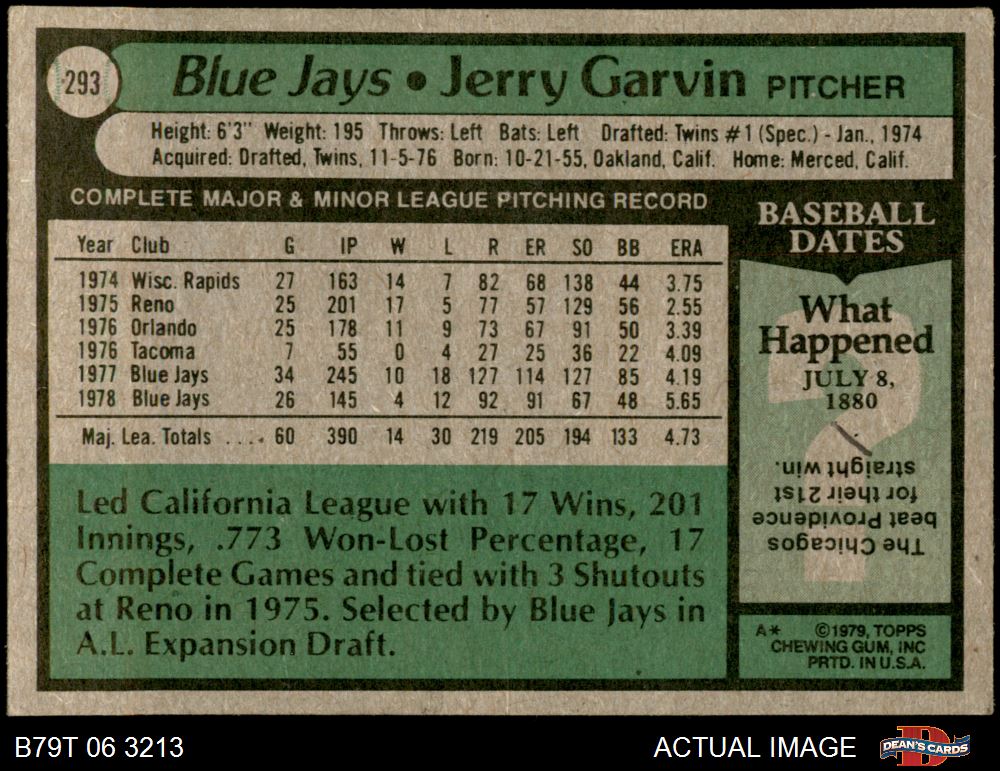 293
Blue Jays • Jerry Garvin PITCHER
Height: 6'3" Weight: 195 Throws: Left Bats: Left Drafted: Twins #1 (Spec.) - Jan., 1974
Acquired: Drafted, Twins, 11-5-76 Born: 10-21-55, Oakland, Calif. Home: Merced, Calif.
COMPLETE MAJOR & MINOR LEAGUE PITCHING RECORD
Year Club G IP W L R ER SO BB ERA
1974 Wisc. Rapids 27 163 14 7 82 68 138 44 3.75
1975 Reno 25 201 17 5 77 57 129 56 2.55
1976 Orlando 25 178 11 9 73 67 91 50 3.39
1976 Tacoma 7 55 0 4 27 25 36 22 4.09
1977 Blue Jays 34 245 10 18 127 114 127 85 4.19
1978 Blue Jays 26 145 4 12 92 91 67 48 5.65
Maj. Lea. Totals .... 60 390 14 30 219 205 194 133 4.73
Led California League with 17 Wins, 201
Innings, .773 Won-Lost Percentage, 17
Complete Games and tied with 3 Shutouts
at Reno in 1975. Selected by Blue Jays in
A.L. Expansion Draft.
BASEBALL
DATES
What
Happened
JULY 8,
1880
The Chicagos
beat Providence
for their 21st
straight win.
A* ©1979, TOPPS
CHEWING GUM, INC
PRTD. IN U.S.A.
B79T 06 3213
ACTUAL IMAGE
DEAN'S CARDS